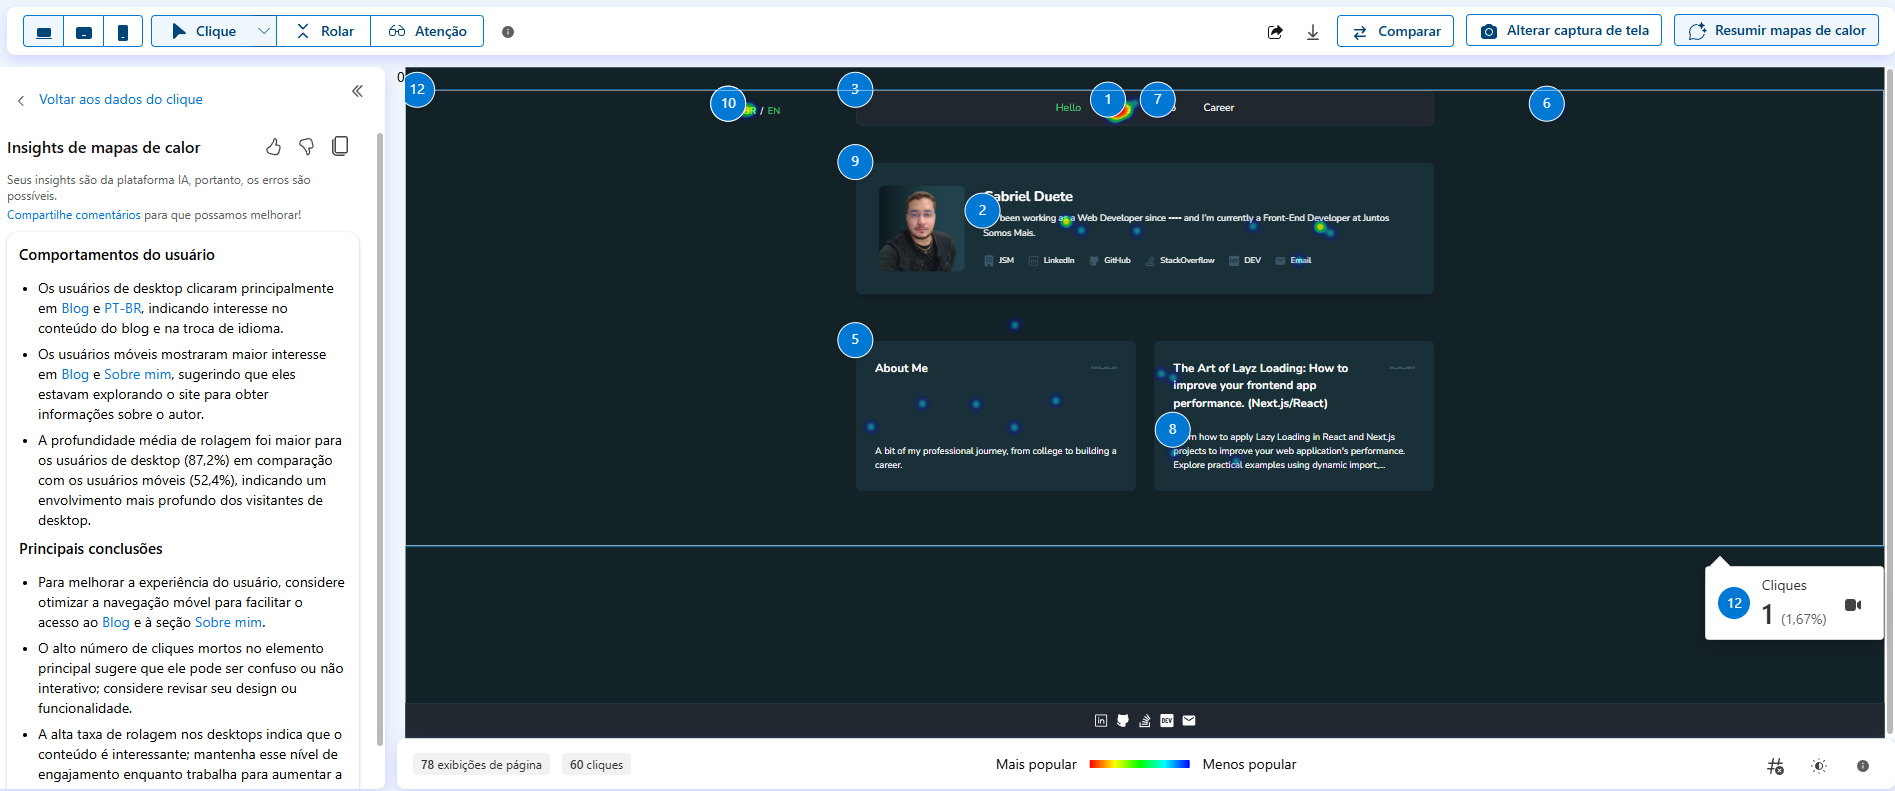 Clique
Rolar
Atenção
Comparar
Alterar captura de tela
Resumir mapas de calor
Voltar aos dados do clique
Insights de mapas de calor
Seus insights são da plataforma IA, portanto, os erros são
possíveis.
Compartilhe comentários para que possamos melhorar!
Comportamentos do usuário
• Os usuários de desktop clicaram principalmente
em Blog e PT-BR, indicando interesse no
conteúdo do blog e na troca de idioma.
• Os usuários móveis mostraram maior interesse
em Blog e Sobre mim, sugerindo que eles
estavam explorando o site para obter
informações sobre o autor.
• A profundidade média de rolagem foi maior para
os usuários de desktop (87,2%) em comparação
com os usuários móveis (52,4%), indicando um
envolvimento mais profundo dos visitantes de
desktop.
Principais conclusões
• Para melhorar a experiência do usuário, considere
otimizar a navegação móvel para facilitar o
acesso ao Blog e à seção Sobre mim.
• O alto número de cliques mortos no elemento
principal sugere que ele pode ser confuso ou não
interativo; considere revisar seu design ou
funcionalidade.
• A alta taxa de rolagem nos desktops indica que o
conteúdo é interessante; mantenha esse nível de
engajamento enquanto trabalha para aumentar a
0
12
10
3
1
7
6
BR / EN
Hello
Career
9
Gabriel Duete
2
been working as a Web Developer since ---- and I'm currently a Front-End Developer at Juntos
Somos Mais.
JSM
LinkedIn
GitHub
StackOverflow
DEV
Email
5
About Me
A bit of my professional journey, from college to building a
career.
The Art of Layz Loading: How to
improve your frontend app
performance. (Next.js/React)
8
how to apply Lazy Loading in React and Next.js
projects to improve your web application's performance.
Explore practical examples using dynamic import,...
12
Cliques
1 (1,67%)
in
DEV
78 exibições de página
60 cliques
Mais popular
Menos popular